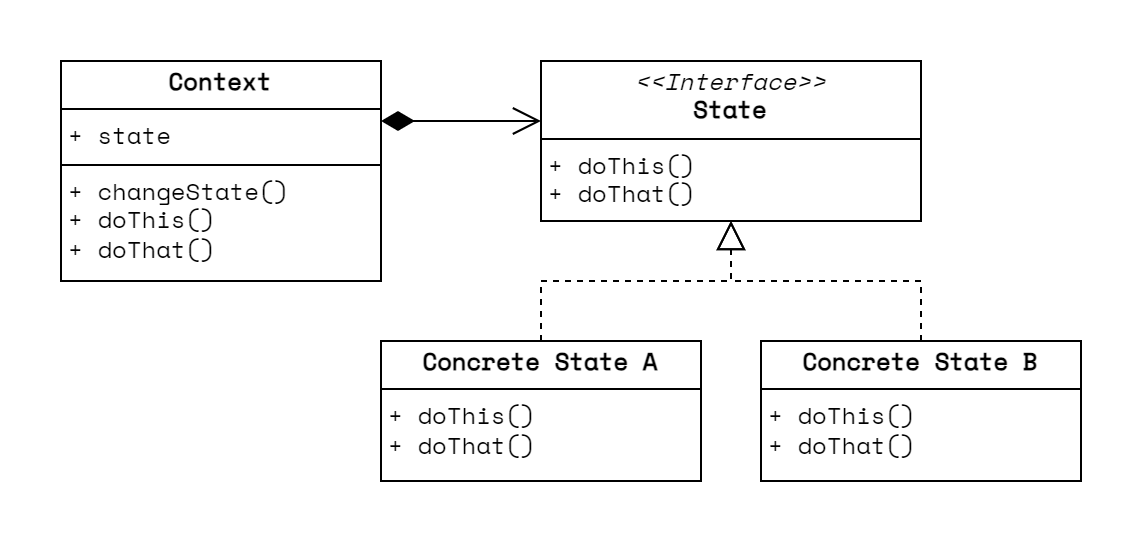 Context
+ state
+ changeState()
+ doThis()
+ doThat()
<<Interface>>
State
+ doThis()
+ doThat()
Concrete State A
+ doThis()
+ doThat()
Concrete State B
+ doThis()
+ doThat()